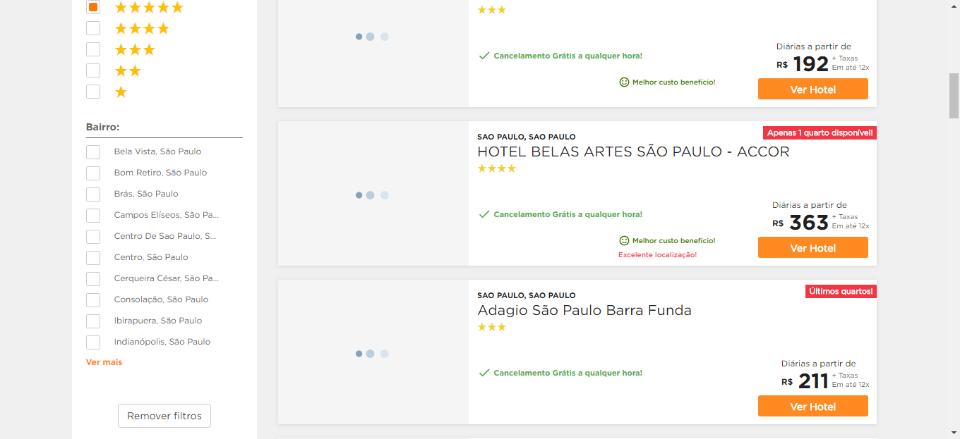 Bairro:
Bela Vista, São Paulo
Bom Retiro, São Paulo
Brás, São Paulo
Campos Elíseos, São Pa...
Centro De Sao Paulo, S...
Centro, São Paulo
Cerqueira César, São Pa...
Consolação, São Paulo
Ibirapuera, São Paulo
Indianópolis, São Paulo
Ver mais
Remover filtros
Cancelamento Grátis a qualquer hora!
Melhor custo benefício!
Diárias a partir de
R$ 192 + Taxas
Em até 12x
Ver Hotel
Apenas 1 quarto disponível!
SAO PAULO, SAO PAULO
HOTEL BELAS ARTES SÃO PAULO - ACCOR
Cancelamento Grátis a qualquer hora!
Melhor custo benefício!
Excelente localização!
Diárias a partir de
R$ 363 + Taxas
Em até 12x
Ver Hotel
Últimos quartos!
SAO PAULO, SAO PAULO
Adagio São Paulo Barra Funda
Cancelamento Grátis a qualquer hora!
Diárias a partir de
R$ 211 + Taxas
Em até 12x
Ver Hotel